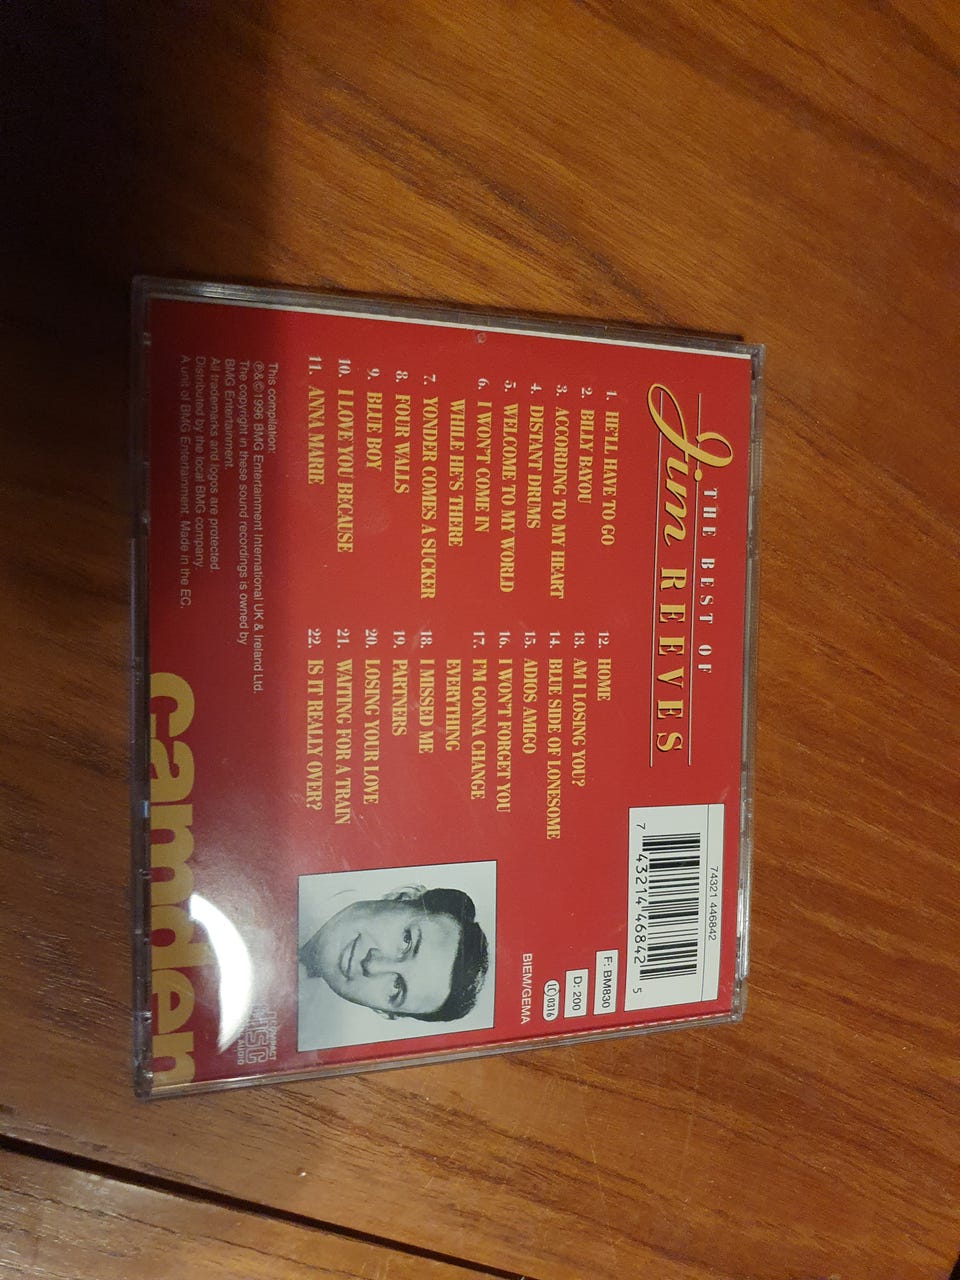 THE BEST OF
Jim REEVES
1. HE'LL HAVE TO GO
2. BILLY BAYOU
3. ACCORDING TO MY HEART
4. DISTANT DRUMS
5. WELCOME TO MY WORLD
6. I WON'T COME IN
WHILE HE'S THERE
7. YONDER COMES A SUCKER
8. FOUR WALLS
9. BLUE BOY
10. I LOVE YOU BECAUSE
11. ANNA MARIE
12. HOME
13. AM I LOSING YOU?
14. BLUE SIDE OF LONESOME
15. ADIOS AMIGO
16. I WON'T FORGET YOU
17. I'M GONNA CHANGE
EVERYTHING
18. I MISSED ME
19. PARTNERS
20. LOSING YOUR LOVE
21. WAITING FOR A TRAIN
22. IS IT REALLY OVER?
74321 446842
7 43214 46842 5
F: BM830
D: 200
LC 0316
BIEM/GEMA
This compilation:
℗&©1996 BMG Entertainment International UK & Ireland Ltd.
The copyright in these sound recordings is owned by
BMG Entertainment.
All trademarks and logos are protected.
Distributed by the local BMG company
A unit of BMG Entertainment. Made in the EC.
COMPACT
DISC
AUDIO
camden